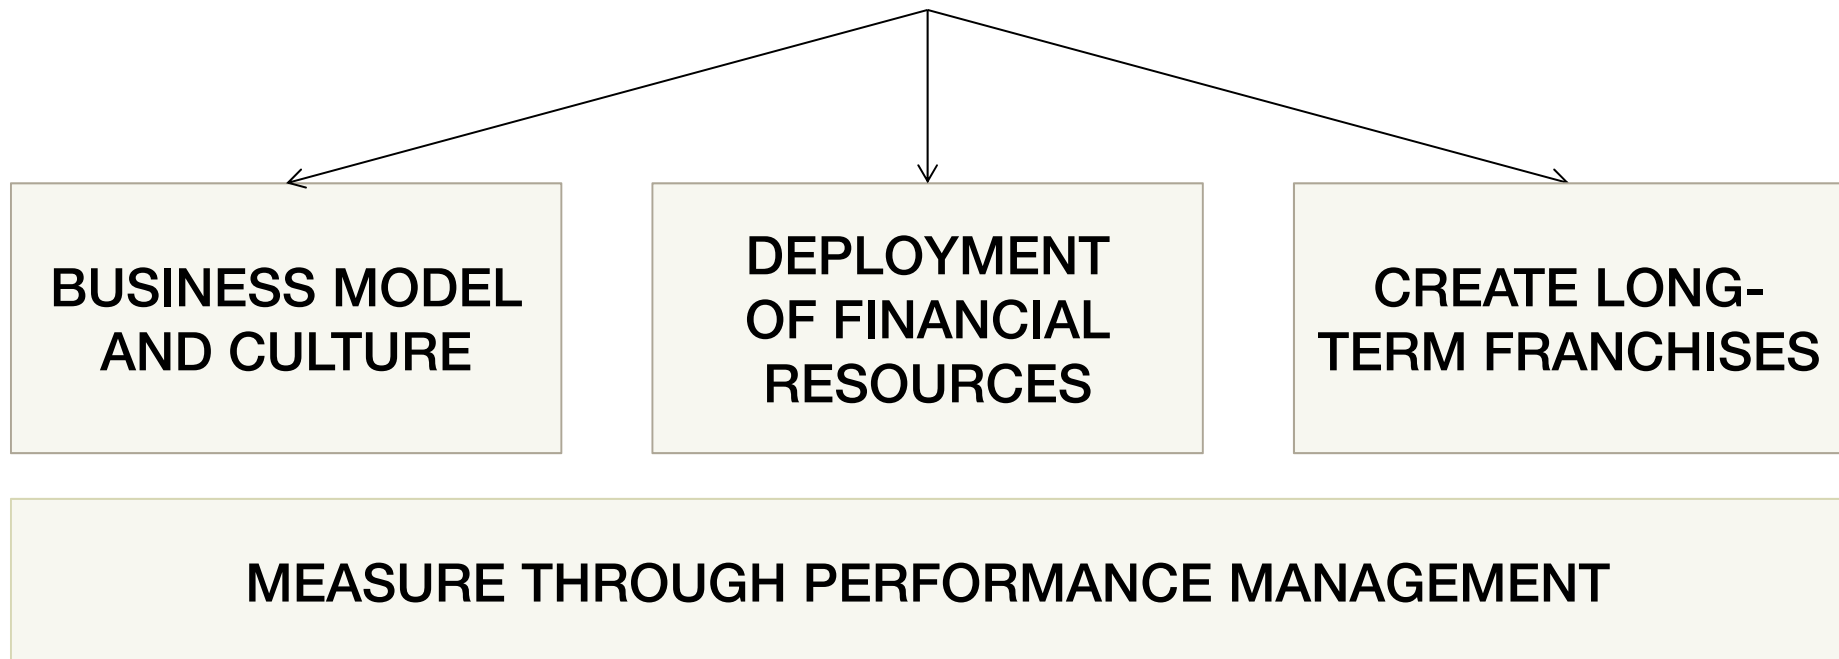 BUSINESS MODEL
AND CULTURE
DEPLOYMENT
OF FINANCIAL
RESOURCES
CREATE LONG-
TERM FRANCHISES
MEASURE THROUGH PERFORMANCE MANAGEMENT